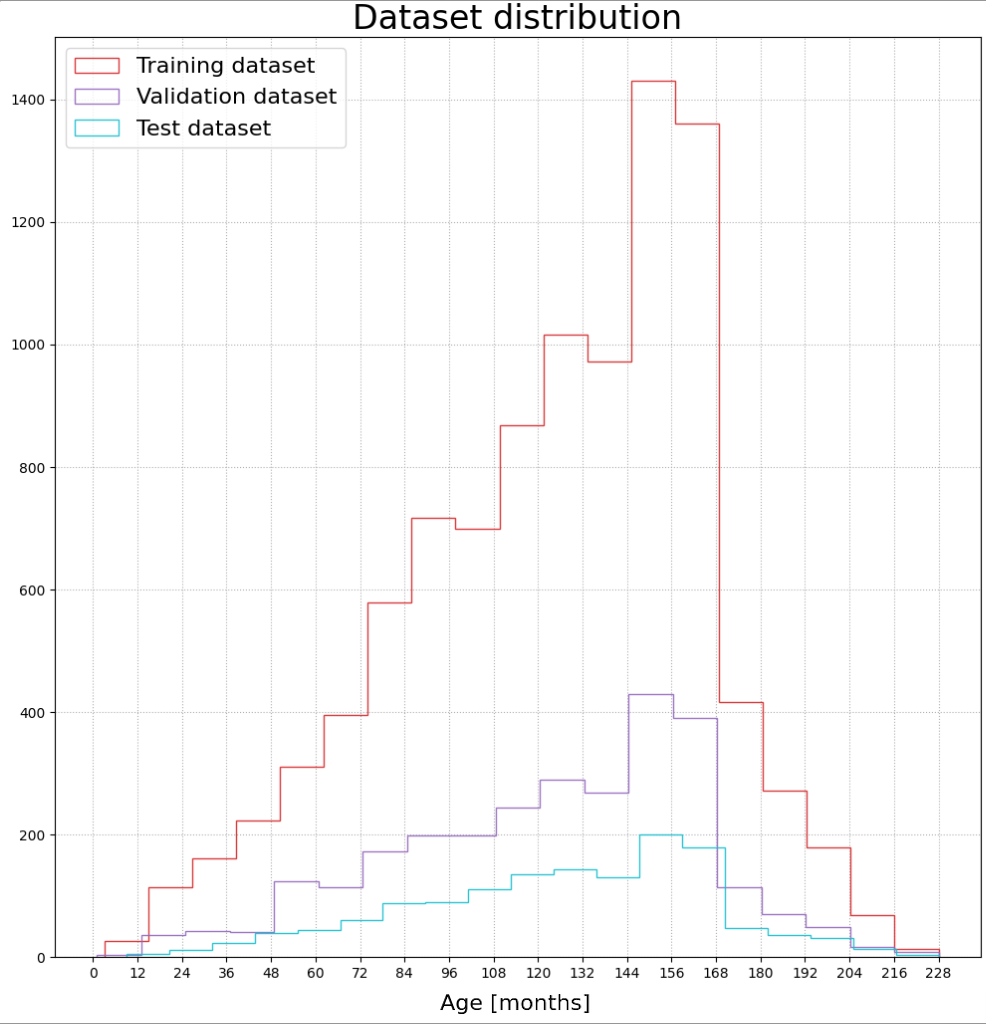 Dataset distribution
Training dataset
Validation dataset
Test dataset
1400
1200
1000
800
600
400
200
0
0 12 24 36 48 60 72 84 96 108 120 132 144 156 168 180 192 204 216 228
Age [months]